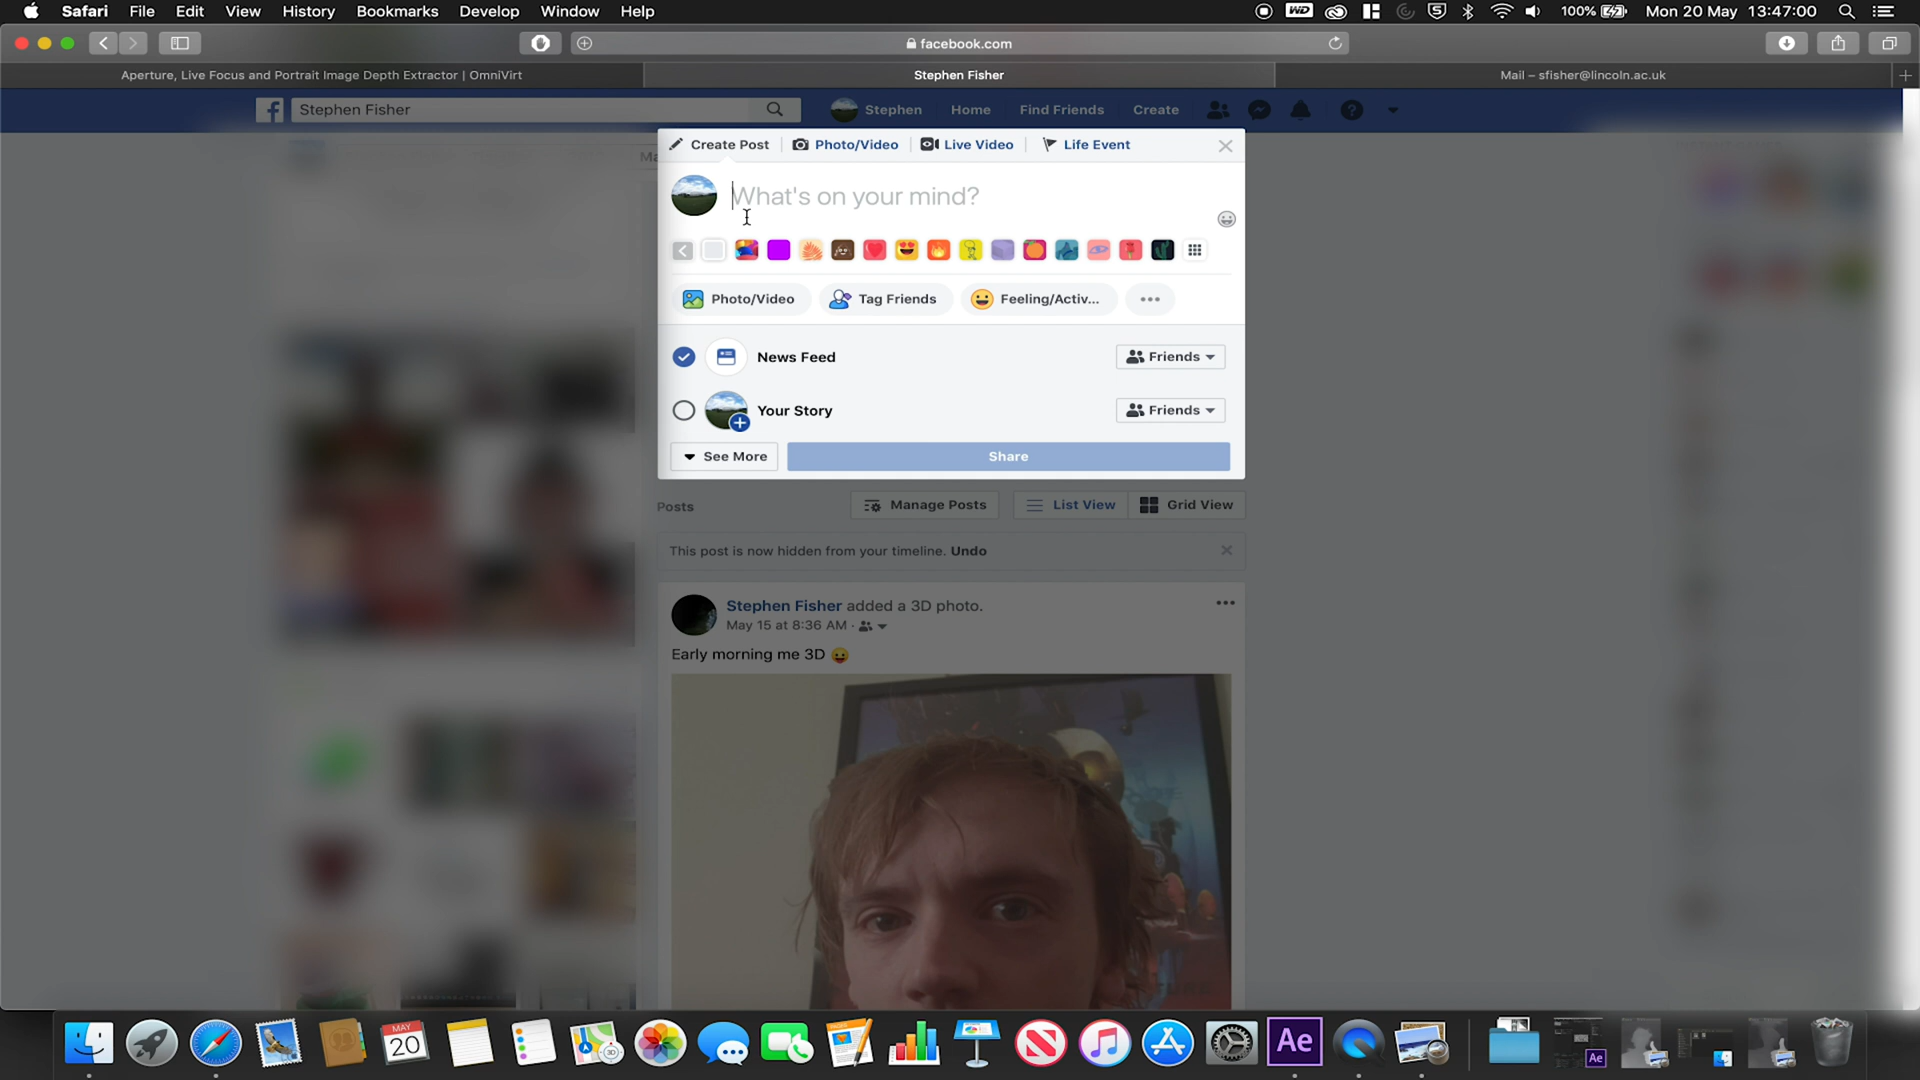 Safari File Edit View History Bookmarks Develop Window Help WD 5 100% Mon 20 May 13:47:00
facebook.com
Aperture, Live Focus and Portrait Image Depth Extractor | OmniVirt Stephen Fisher Mail – sfisher@lincoln.ac.uk
Stephen Fisher Stephen Home Find Friends Create
Create Post Photo/Video Live Video Life Event
What's on your mind?
Photo/Video Tag Friends Feeling/Activ...
News Feed Friends
Your Story Friends
See More Share
Posts Manage Posts List View Grid View
This post is now hidden from your timeline. Undo
Stephen Fisher added a 3D photo.
May 15 at 8:36 AM ·
Early morning me 3D 😛
MAY
20
PAGES
3D
Ae
Ae